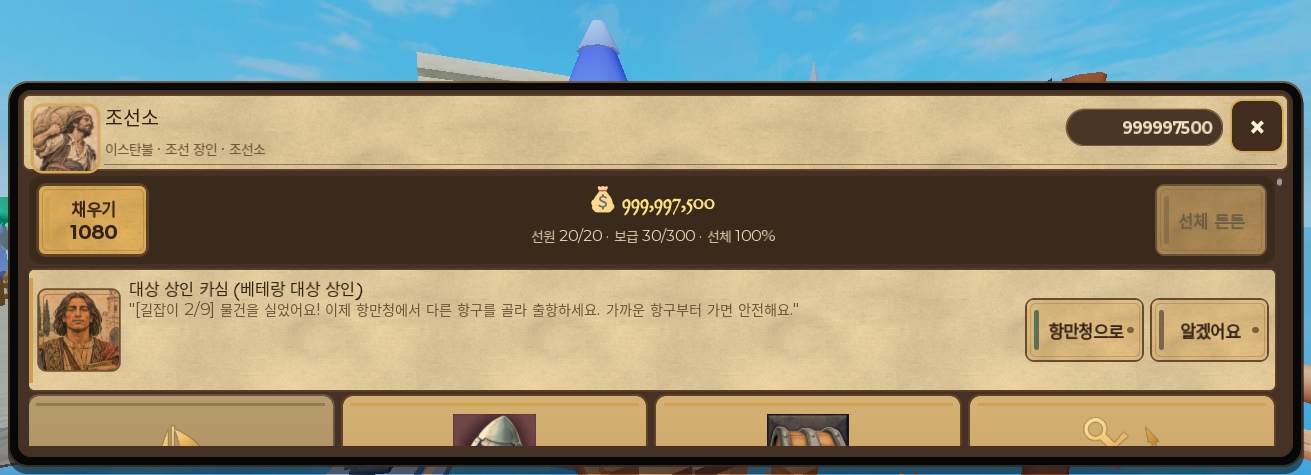 조선소
이스탄불 · 조선 장인 · 조선소
999997500
×
채우기
1080
999,997,500
선원 20/20 · 보급 30/300 · 선체 100%
선체 튼튼
대상 상인 카심 (베테랑 대상 상인)
"[길잡이 2/9] 물건을 실었어요! 이제 항만청에서 다른 항구를 골라 출항하세요. 가까운 항구부터 가면 안전해요."
항만청으로
알겠어요